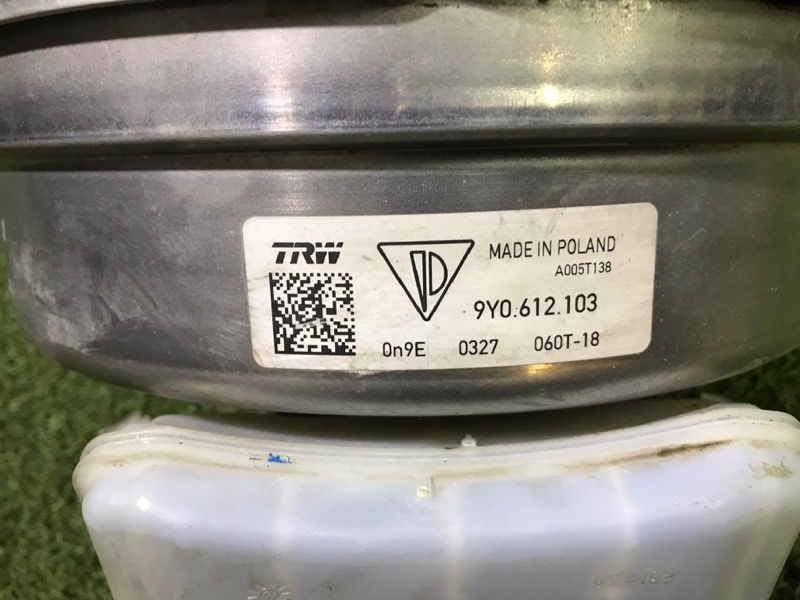 TRW
MADE IN POLAND
A005T138
9Y0.612.103
0n9E 0327 060T-18